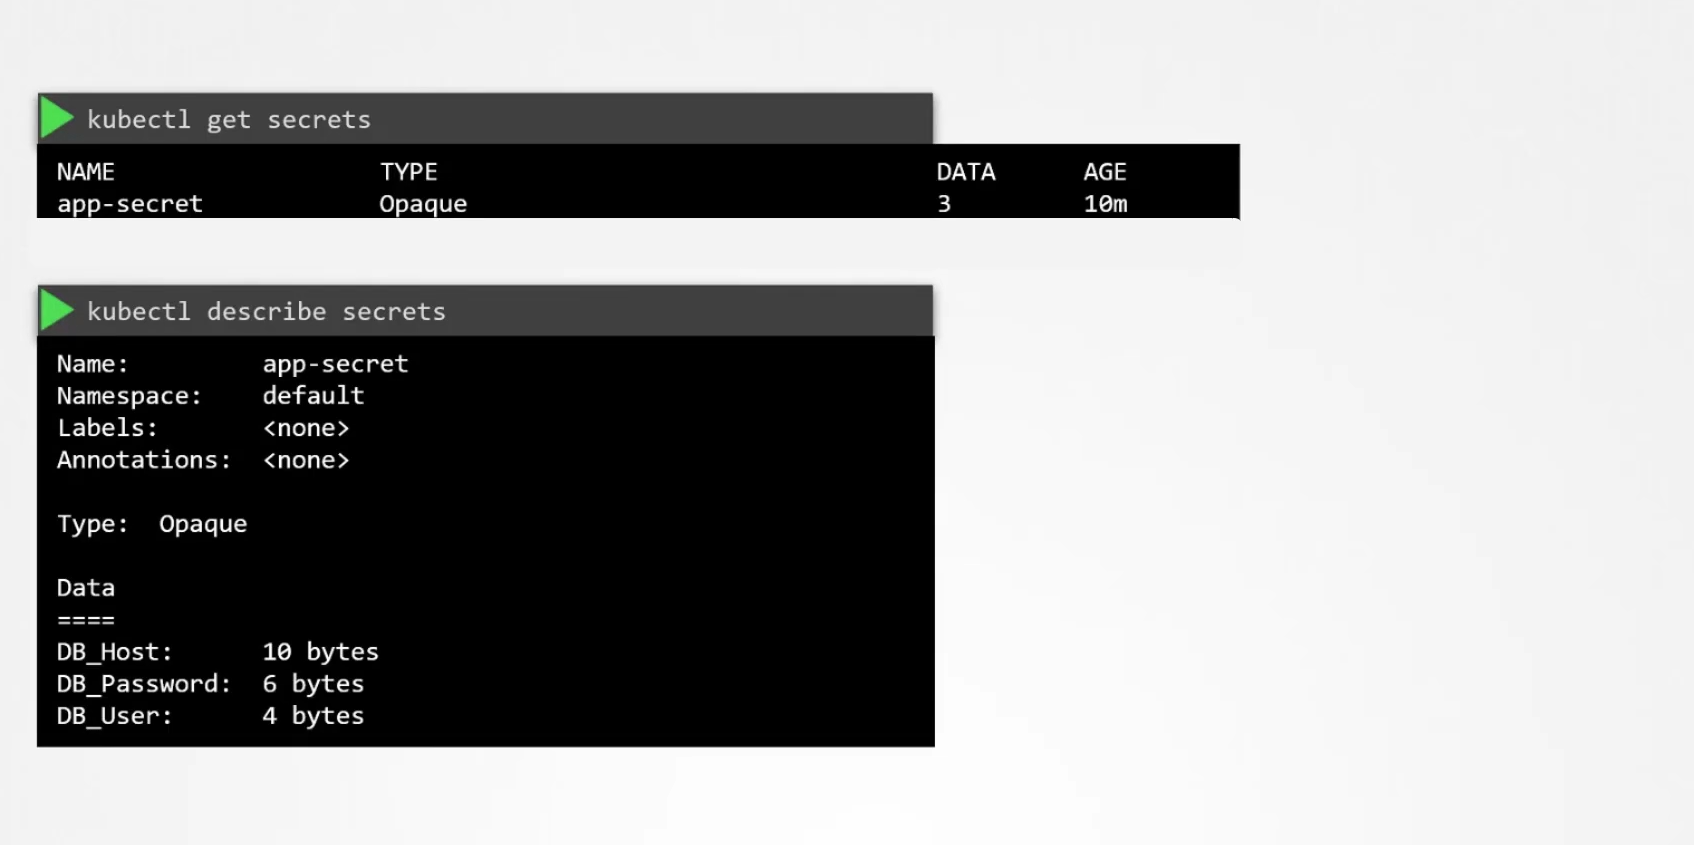 kubectl get secrets
NAME TYPE DATA AGE
app-secret Opaque 3 10m
kubectl describe secrets
Name: app-secret
Namespace: default
Labels: <none>
Annotations: <none>
Type: Opaque
Data
====
DB_Host: 10 bytes
DB_Password: 6 bytes
DB_User: 4 bytes